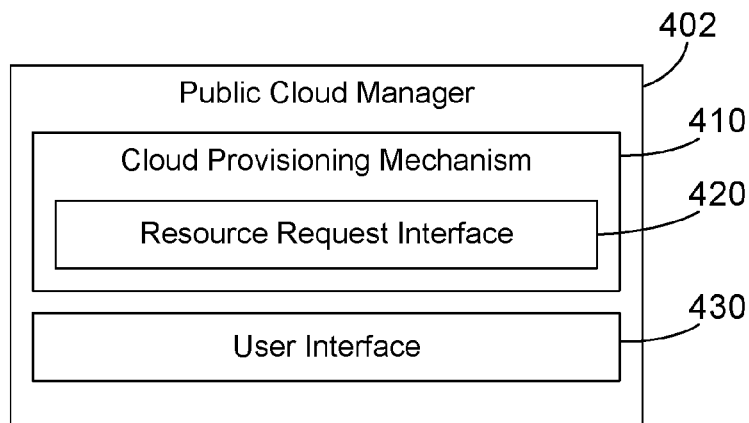 402
Public Cloud Manager
410
Cloud Provisioning Mechanism
420
Resource Request Interface
430
User Interface